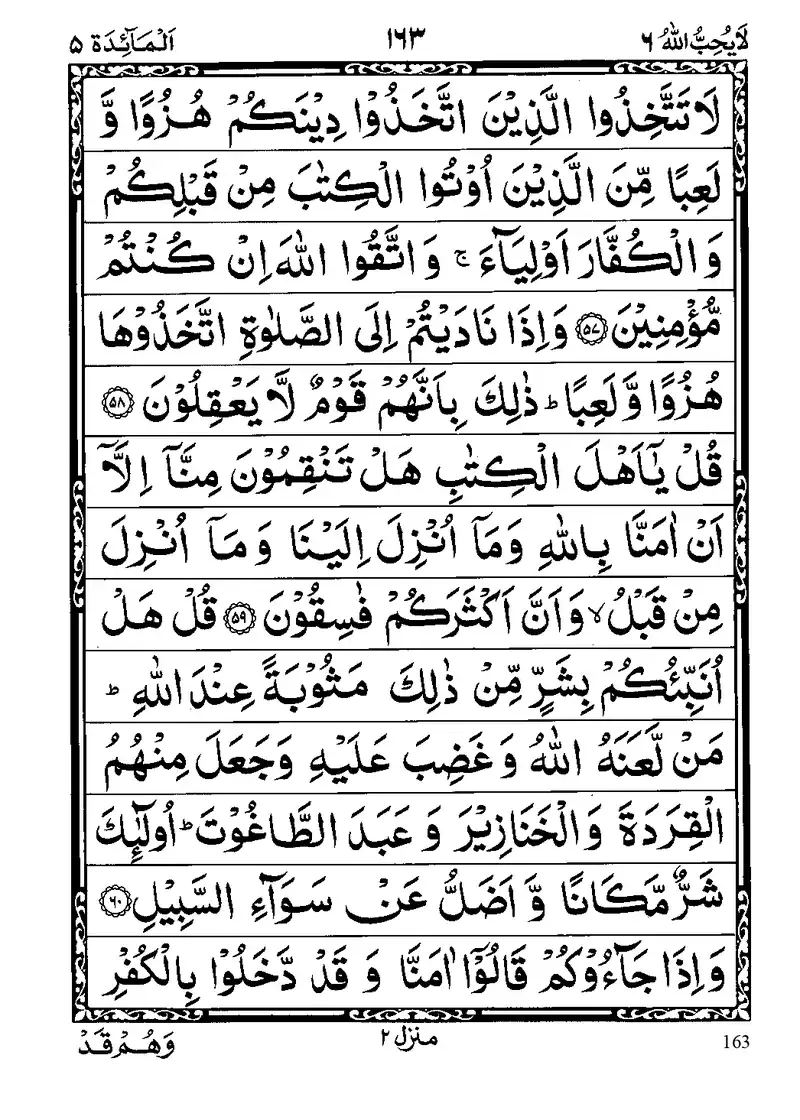 لَا يُحِبُّ اللّٰهُ ٦ ١٦٣ اَلْمَآئِدَة ٥
لَا تَتَّخِذُوا الَّذِيْنَ اتَّخَذُوْا دِيْنَكُمْ هُزُوًا وَّ
لَعِبًا مِّنَ الَّذِيْنَ اُوْتُوا الْكِتٰبَ مِنْ قَبْلِكُمْ
وَالْكُفَّارَ اَوْلِيَآءَ ۚ وَاتَّقُوا اللّٰهَ اِنْ كُنْتُمْ
مُّؤْمِنِيْنَ ﴿٥٧﴾ وَاِذَا نَادَيْتُمْ اِلَى الصَّلٰوةِ اتَّخَذُوْهَا
هُزُوًا وَّلَعِبًا ؕ ذٰلِكَ بِاَنَّهُمْ قَوْمٌ لَّا يَعْقِلُوْنَ ﴿٥٨﴾
قُلْ يٰۤاَهْلَ الْكِتٰبِ هَلْ تَنْقِمُوْنَ مِنَّاۤ اِلَّاۤ
اَنْ اٰمَنَّا بِاللّٰهِ وَمَاۤ اُنْزِلَ اِلَيْنَا وَمَاۤ اُنْزِلَ
مِنْ قَبْلُ ۙ وَاَنَّ اَكْثَرَكُمْ فٰسِقُوْنَ ﴿٥٩﴾ قُلْ هَلْ
اُنَبِّئُكُمْ بِشَرٍّ مِّنْ ذٰلِكَ مَثُوْبَةً عِنْدَ اللّٰهِ ؕ
مَنْ لَّعَنَهُ اللّٰهُ وَغَضِبَ عَلَيْهِ وَجَعَلَ مِنْهُمُ
الْقِرَدَةَ وَالْخَنَازِيْرَ وَعَبَدَ الطَّاغُوْتَ ؕ اُولٰٓئِكَ
شَرٌّ مَّكَانًا وَّاَضَلُّ عَنْ سَوَآءِ السَّبِيْلِ ﴿٦٠﴾
وَاِذَا جَآءُوْكُمْ قَالُوْۤا اٰمَنَّا وَقَدْ دَّخَلُوْا بِالْكُفْرِ
163 منزل ٢ وَهُمْ قَدْ